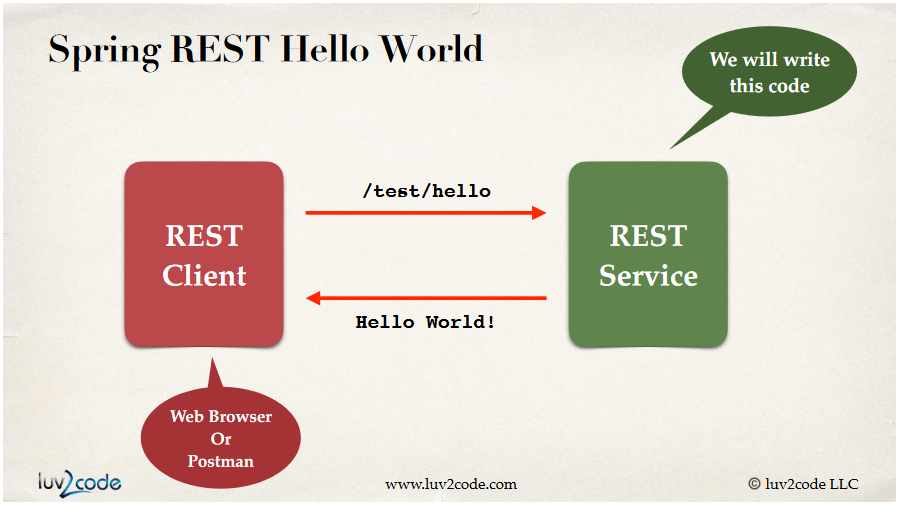 Spring REST Hello World
We will write
this code
/test/hello
REST
Client
REST
Service
Hello World!
Web Browser
Or
Postman
luv2code
www.luv2code.com
© luv2code LLC